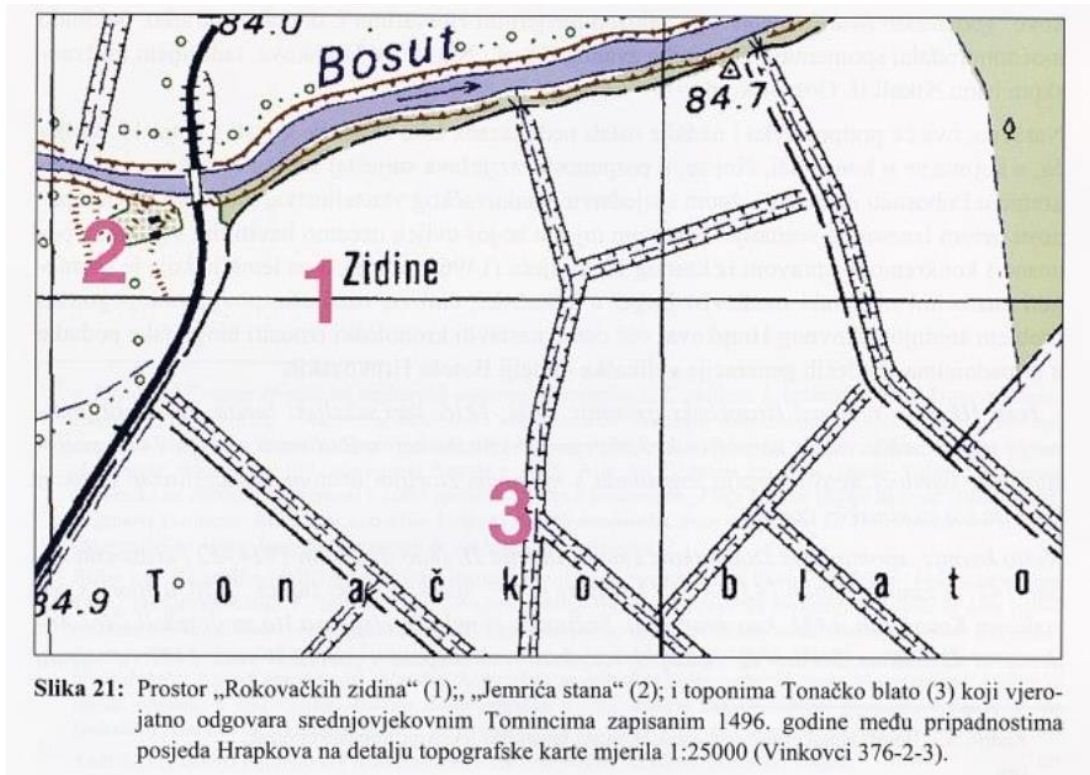 84.0
Bosut
84.7
2
1 Zidine
3
Tonačko blato
84.9
Slika 21: Prostor „Rokovačkih zidina“ (1);, „Jemrića stana“ (2); i toponima Tonačko blato (3) koji vjero-
jatno odgovara srednjovjekovnim Tomincima zapisanim 1496. godine među pripadnostima
posjeda Hrapkova na detalju topografske karte mjerila 1:25000 (Vinkovci 376-2-3).